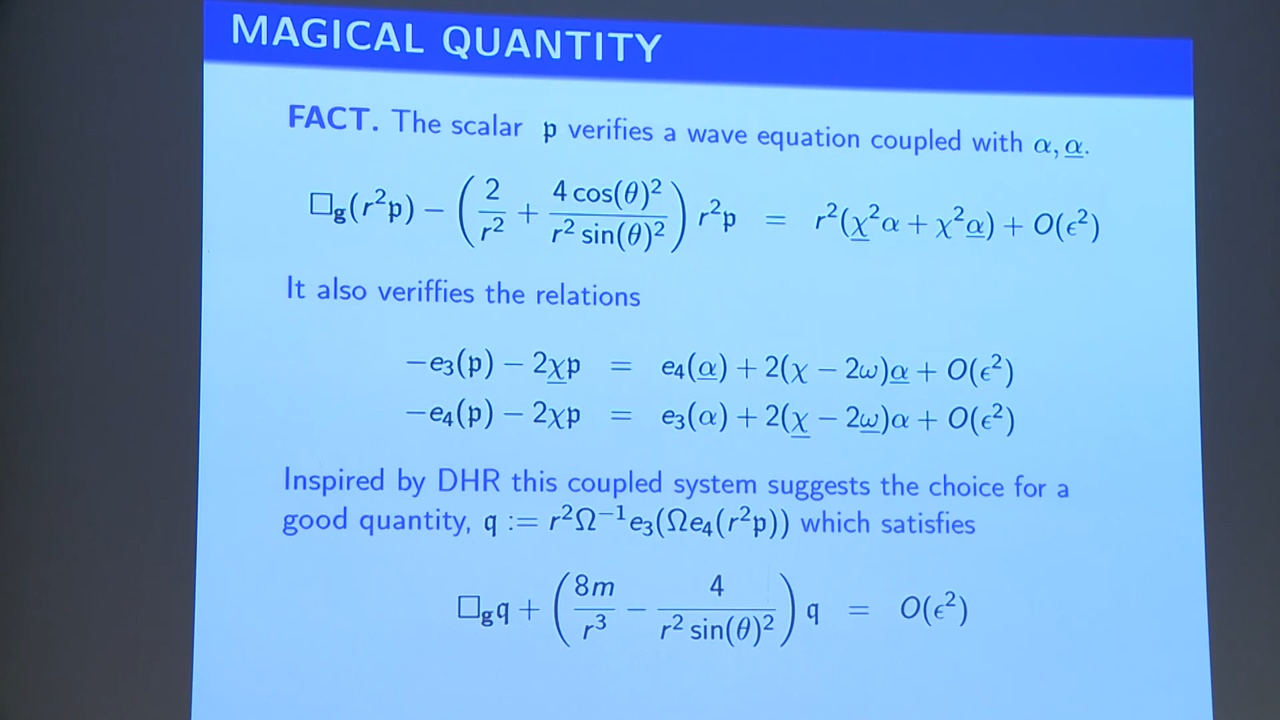 MAGICAL QUANTITY
FACT. The scalar 𝔭 verifies a wave equation coupled with α, α̲.
□_g(r²𝔭) − (2/r² + 4 cos(θ)²/(r² sin(θ)²)) r²𝔭 = r²(χ̲²α + χ²α̲) + O(ϵ²)
It also veriffies the relations
−e₃(𝔭) − 2χ̲𝔭 = e₄(α̲) + 2(χ − 2ω)α̲ + O(ϵ²)
−e₄(𝔭) − 2χ𝔭 = e₃(α) + 2(χ̲ − 2ω̲)α + O(ϵ²)
Inspired by DHR this coupled system suggests the choice for a
good quantity, 𝔮 := r²Ω⁻¹e₃(Ωe₄(r²𝔭)) which satisfies
□_g𝔮 + (8m/r³ − 4/(r² sin(θ)²)) 𝔮 = O(ϵ²)